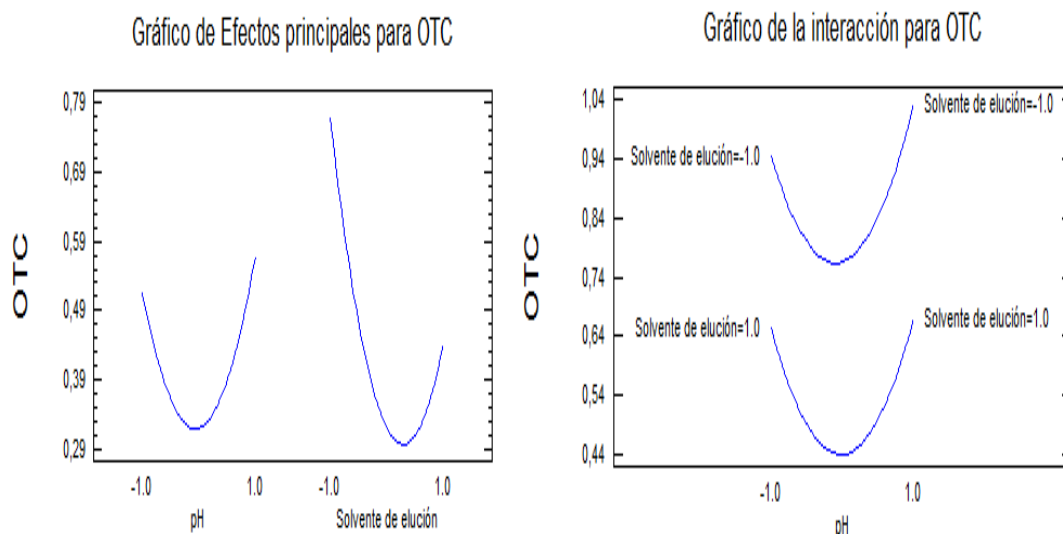 Gráfico de Efectos principales para OTC
OTC
0,79
0,69
0,59
0,49
0,39
0,29
-1.0 1.0 -1.0 1.0
pH Solvente de elución
Gráfico de la interacción para OTC
OTC
1,04
0,94
0,84
0,74
0,64
0,54
0,44
Solvente de elución=-1.0
Solvente de elución=-1.0
Solvente de elución=1.0
Solvente de elución=1.0
-1.0 1.0
pH